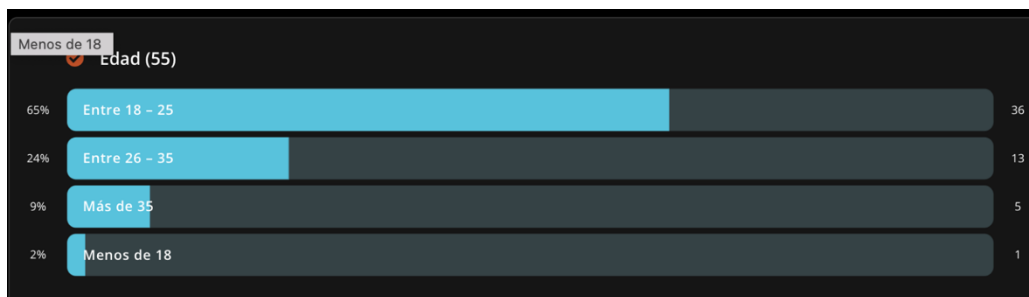 Menos de 18
Edad (55)
65% Entre 18 – 25 36
24% Entre 26 – 35 13
9% Más de 35 5
2% Menos de 18 1